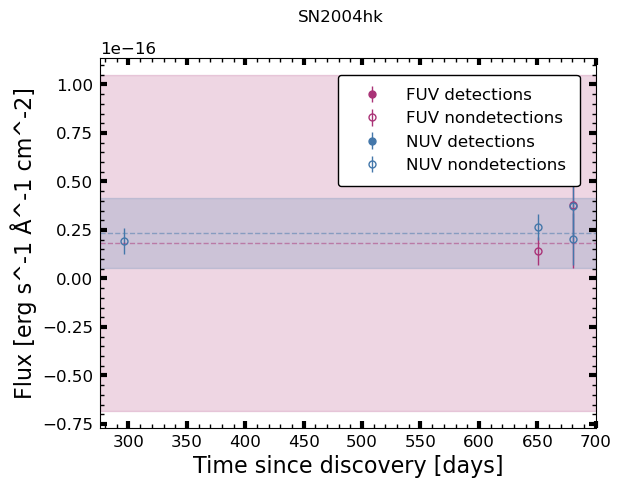 SN2004hk
1e−16
Flux [erg s^-1 Å^-1 cm^-2]
1.00
0.75
0.50
0.25
0.00
−0.25
−0.50
−0.75
FUV detections
FUV nondetections
NUV detections
NUV nondetections
300 350 400 450 500 550 600 650 700
Time since discovery [days]